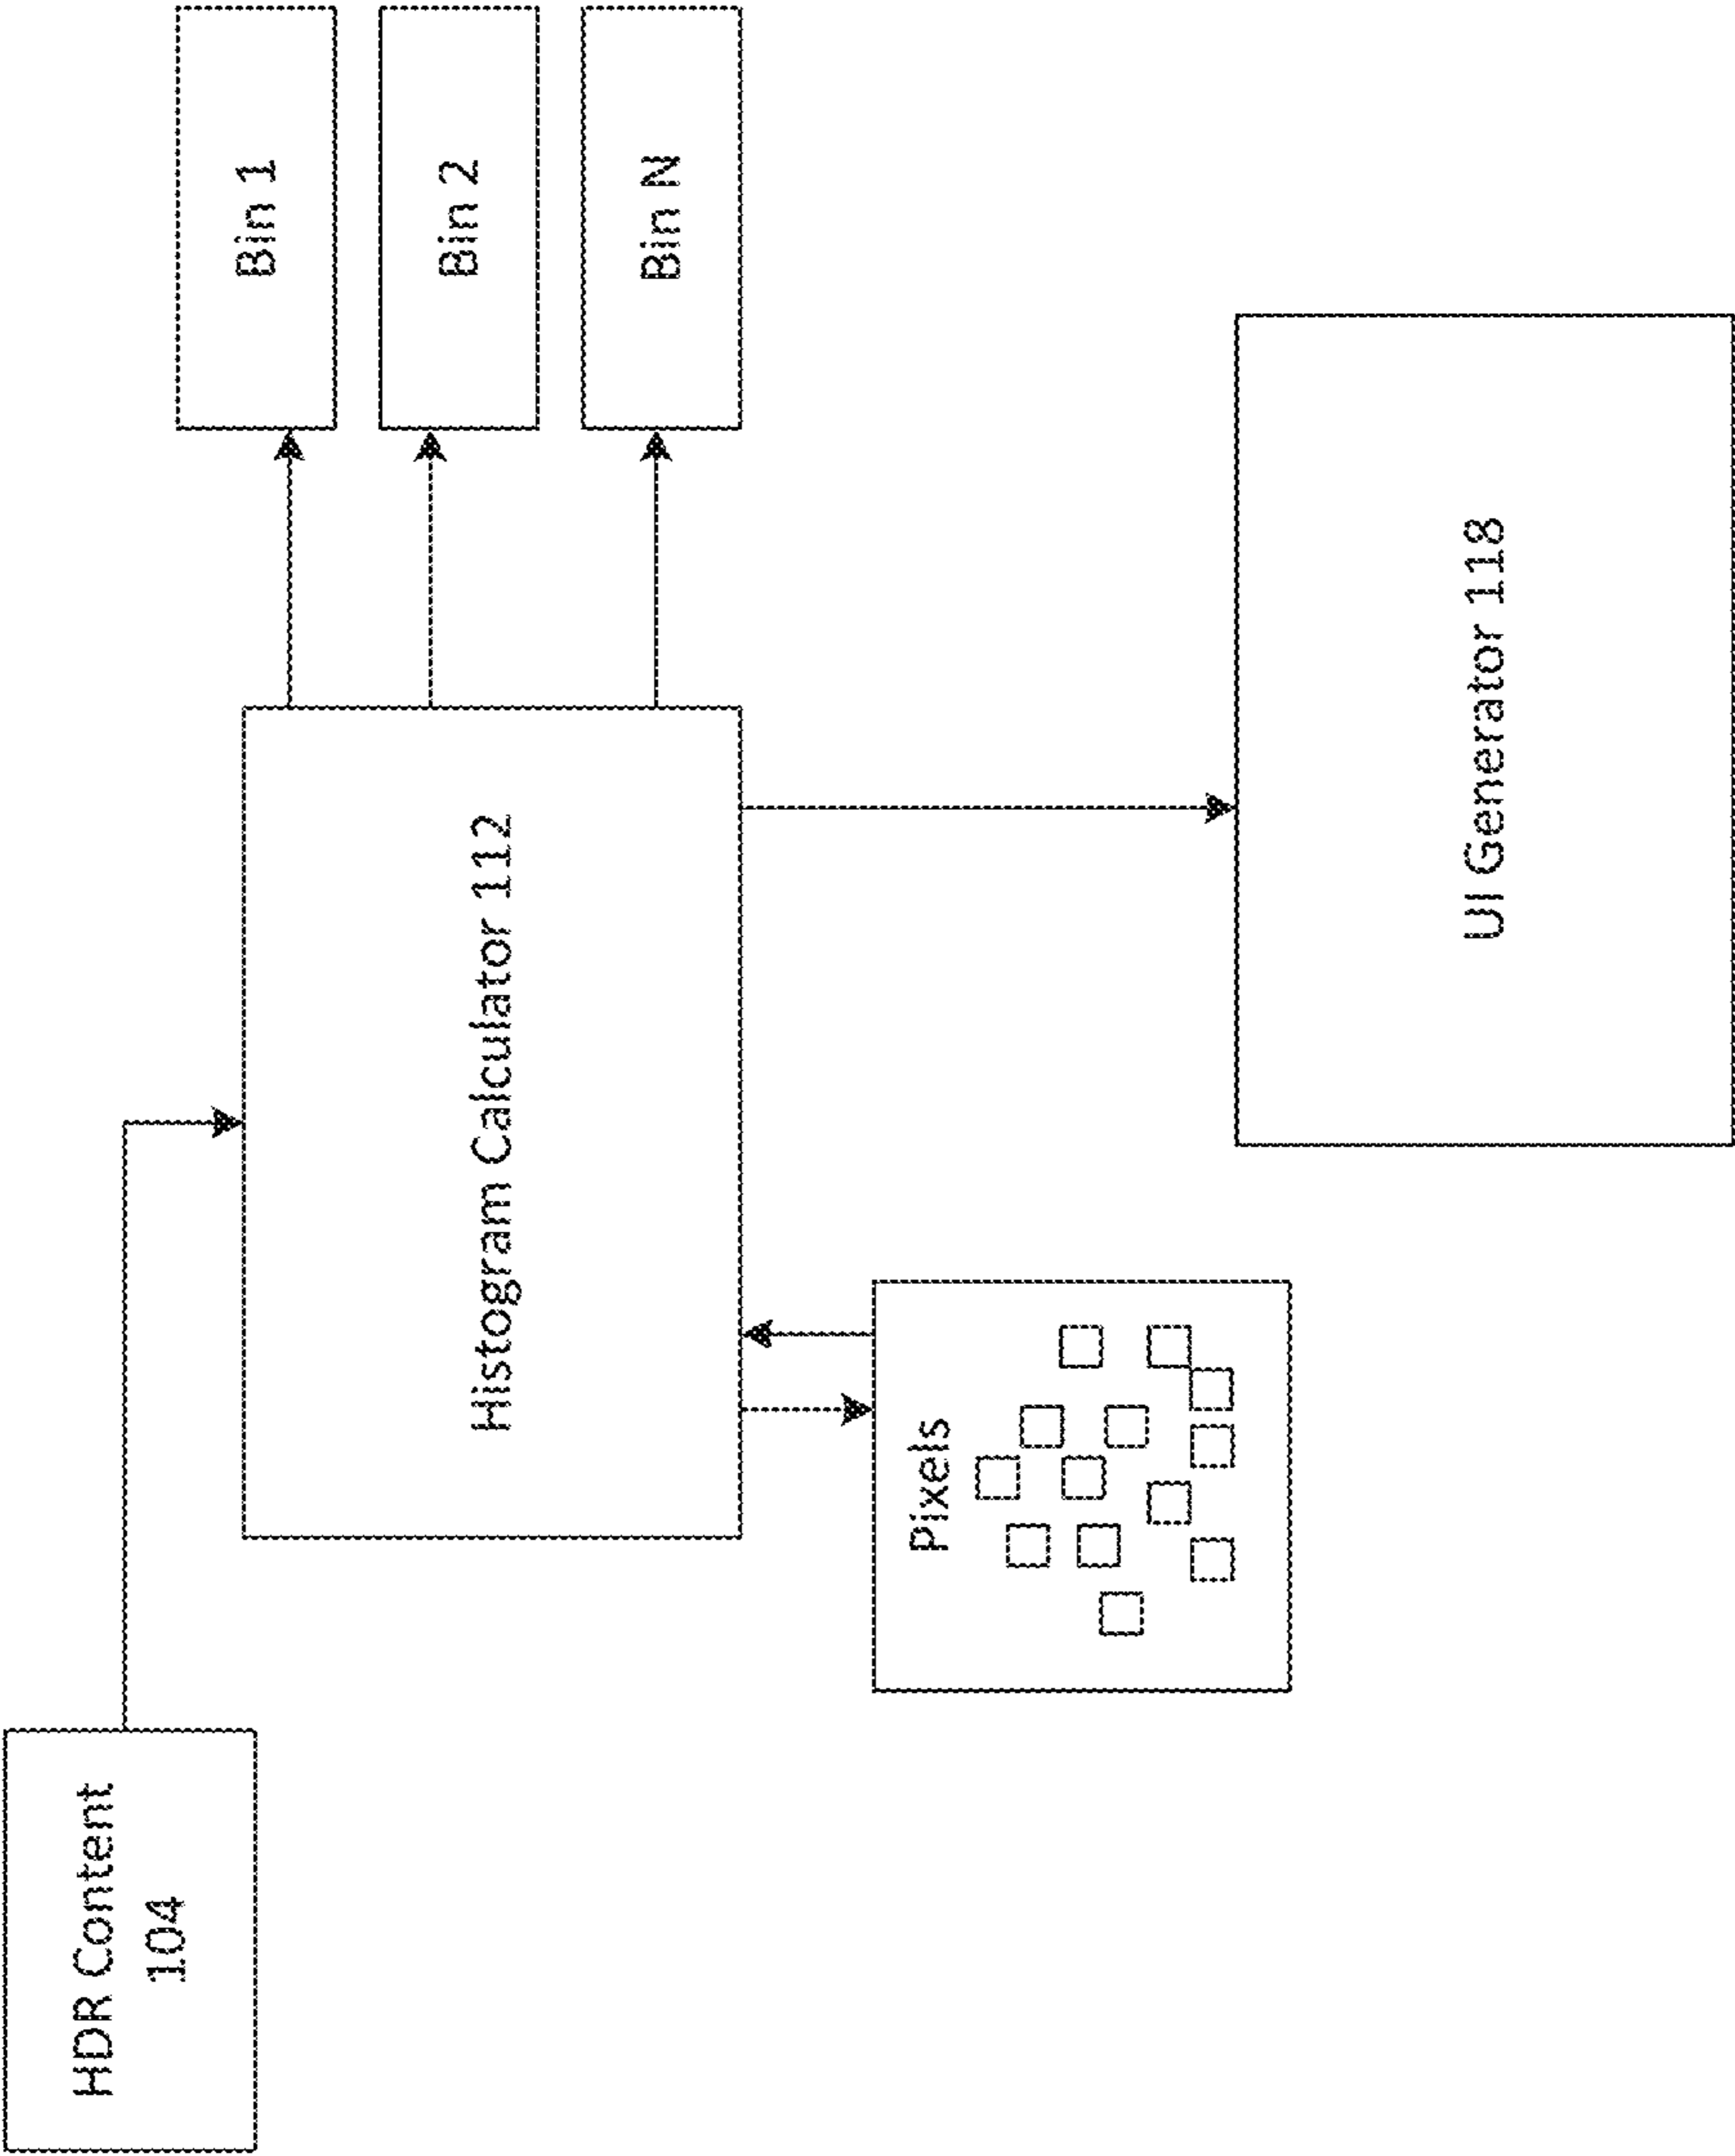 HDR Content
104
Histogram Calculator 112
Bin 1
Bin 2
Bin N
Pixels
UI Generator 118